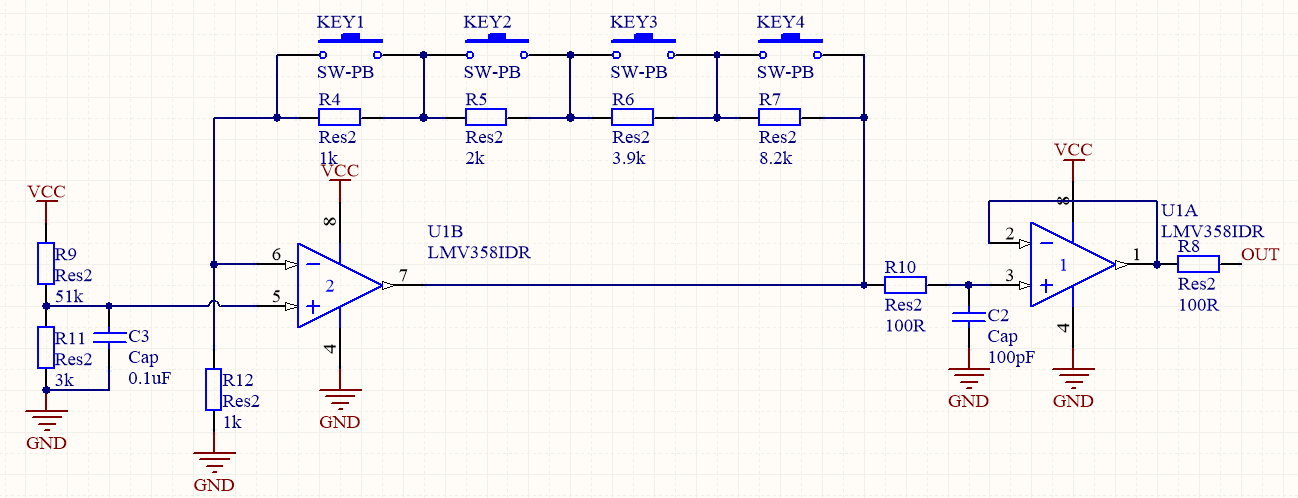 KEY1
KEY2
KEY3
KEY4
SW-PB
SW-PB
SW-PB
SW-PB
R4
R5
R6
R7
Res2
Res2
Res2
Res2
1k
2k
3.9k
8.2k
VCC
VCC
VCC
8
8
U1B
LMV358IDR
U1A
LMV358IDR
R9
Res2
51k
6
5
2
7
4
R11
Res2
3k
C3
Cap
0.1uF
R12
Res2
1k
R10
Res2
100R
C2
Cap
100pF
2
3
1
1
4
R8
Res2
100R
OUT
GND
GND
GND
GND
GND